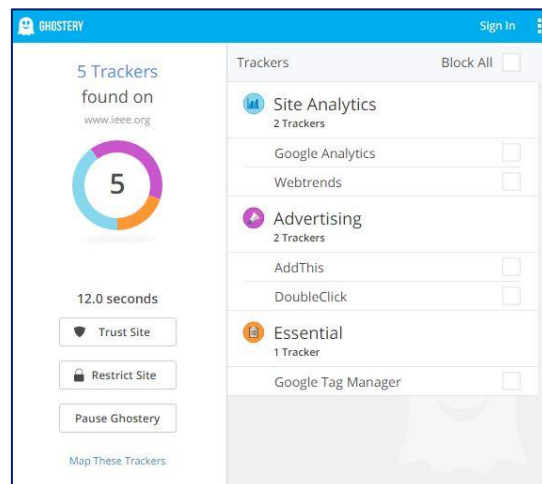 GHOSTERY
Sign In
5 Trackers
found on
www.ieee.org
5
12.0 seconds
Trust Site
Restrict Site
Pause Ghostery
Map These Trackers
Trackers Block All
Site Analytics
2 Trackers
Google Analytics
Webtrends
Advertising
2 Trackers
AddThis
DoubleClick
Essential
1 Tracker
Google Tag Manager